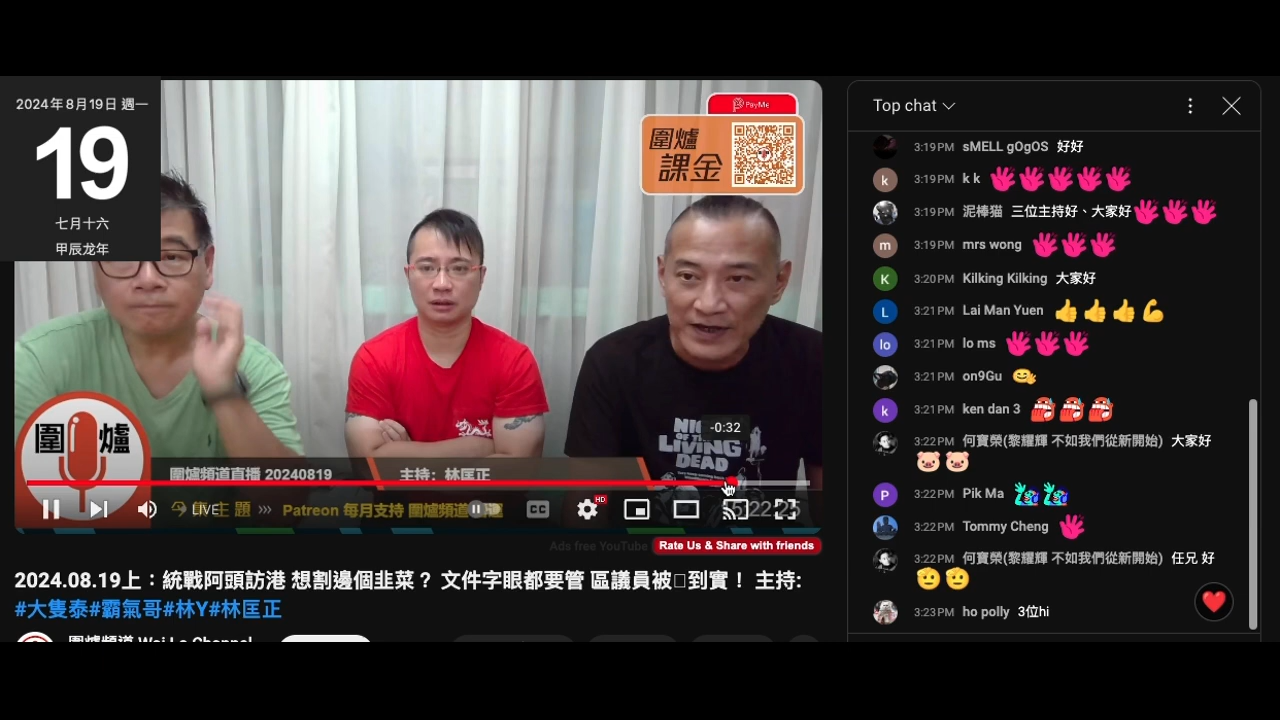 2024年8月19日 週一
19
七月十六
甲辰龙年
PayMe
圍爐
課金
NIGHT OF THE
LIVING
DEAD
-0:32
圍爐
圍爐頻道直播 20240819
主持：林匡正
LIVE
主題
Patreon 每月支持 圍爐頻道
CC
HD
15:22:25
Ads free YouTube
Rate Us & Share with friends
2024.08.19上：統戰阿頭訪港 想割邊個韭菜？ 文件字眼都要管 區議員被▯到實！ 主持:
#大隻泰#霸氣哥#林Y#林匡正
圍爐頻道 Wei Lo Channel
Top chat
3:19PM sMELL gOgOS 好好
k 3:19PM k k
3:19PM 泥棒猫 三位主持好、大家好
m 3:19PM mrs wong
K 3:20PM Kilking Kilking 大家好
L 3:21PM Lai Man Yuen
lo 3:21PM lo ms
3:21PM on9Gu
k 3:21PM ken dan 3
3:22PM 何寶榮(黎耀輝 不如我們從新開始) 大家好
P 3:22PM Pik Ma
3:22PM Tommy Cheng
3:22PM 何寶榮(黎耀輝 不如我們從新開始) 任兄 好
3:23PM ho polly 3位hi